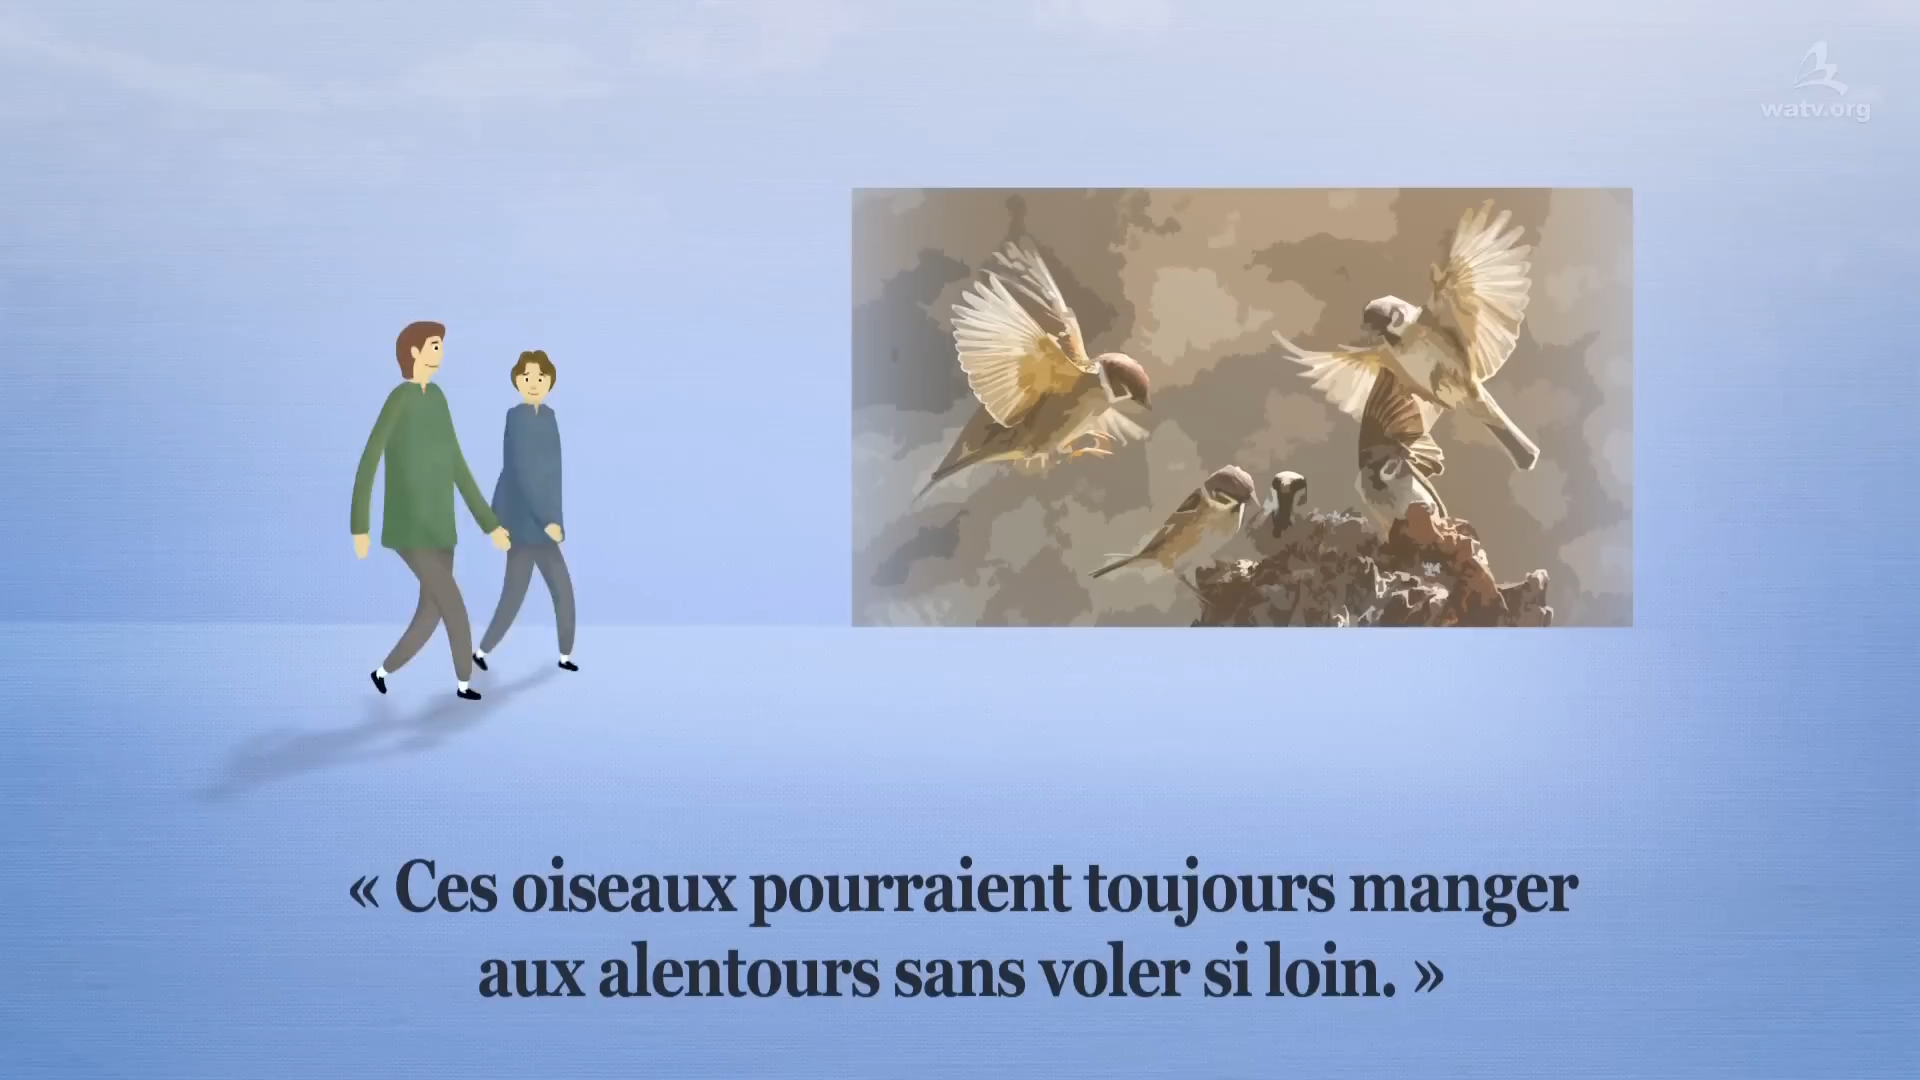 watv.org
« Ces oiseaux pourraient toujours manger
aux alentours sans voler si loin. »